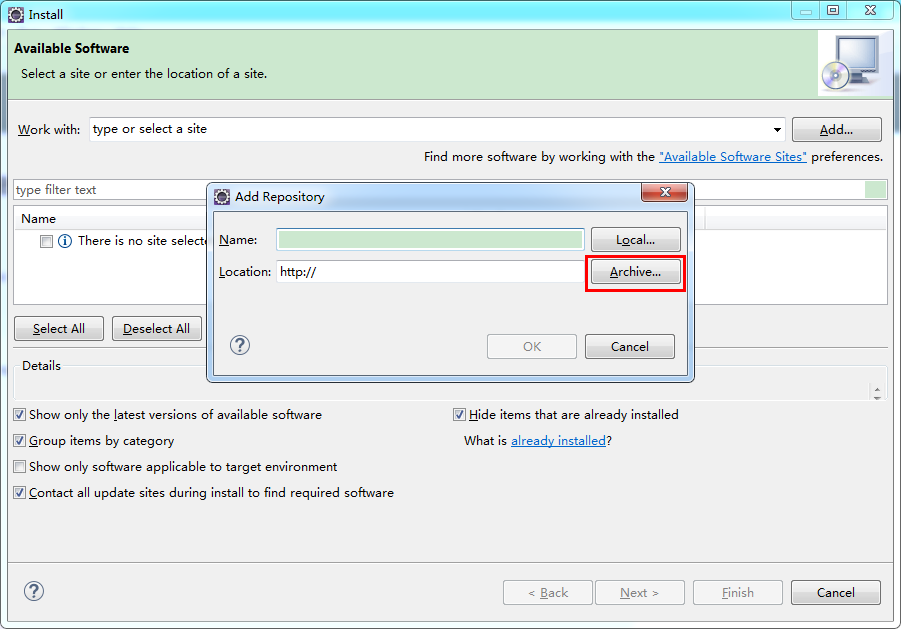 Install
Available Software
Select a site or enter the location of a site.
Work with: type or select a site Add...
Find more software by working with the "Available Software Sites" preferences.
type filter text
Name
There is no site selecte
Add Repository
Name: Local...
Location: http:// Archive...
OK Cancel
Select All Deselect All
Details
Show only the latest versions of available software
Hide items that are already installed
Group items by category
What is already installed?
Show only software applicable to target environment
Contact all update sites during install to find required software
< Back Next > Finish Cancel